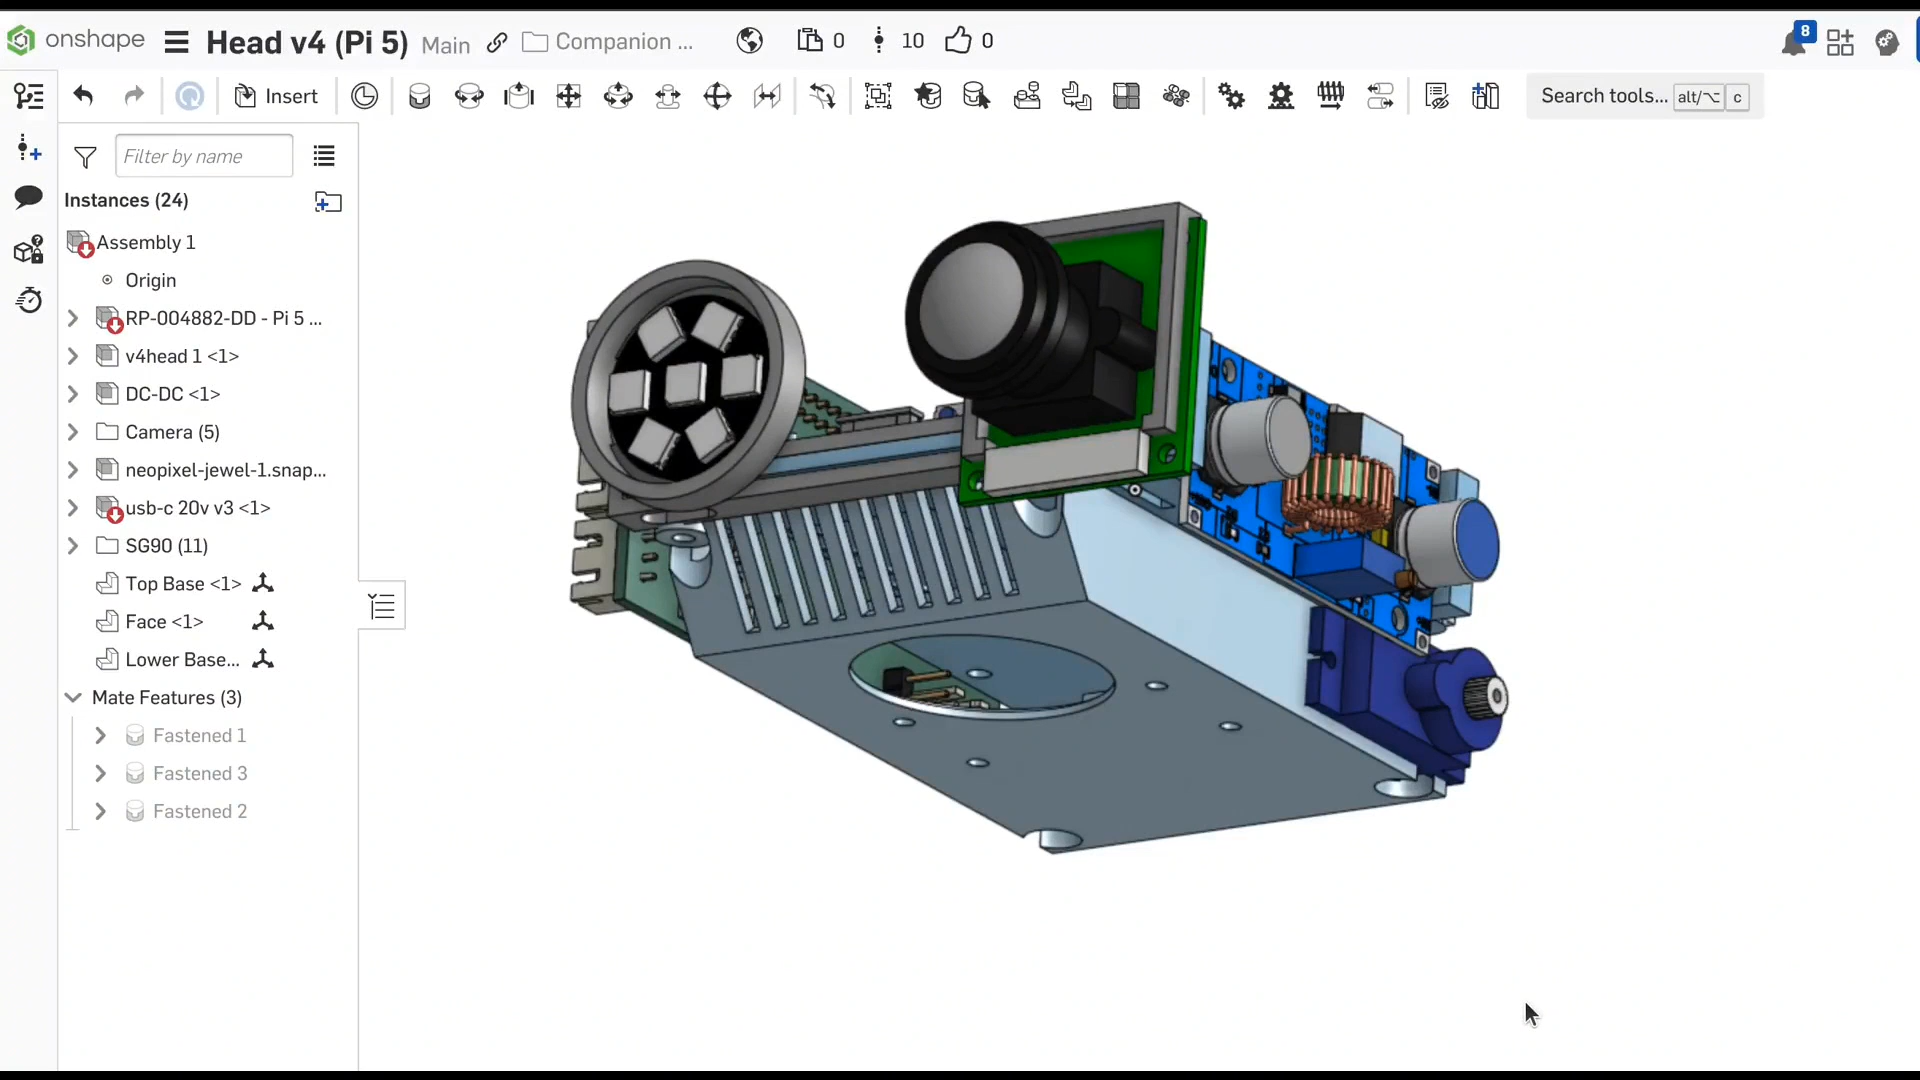 onshape Head v4 (Pi 5) Main Companion ... 0 10 0 8
Insert Search tools... alt/⌥ c
Filter by name
Instances (24)
Assembly 1
Origin
RP-004882-DD - Pi 5 ...
v4head 1 <1>
DC-DC <1>
Camera (5)
neopixel-jewel-1.snap...
usb-c 20v v3 <1>
SG90 (11)
Top Base <1>
Face <1>
Lower Base...
Mate Features (3)
Fastened 1
Fastened 3
Fastened 2